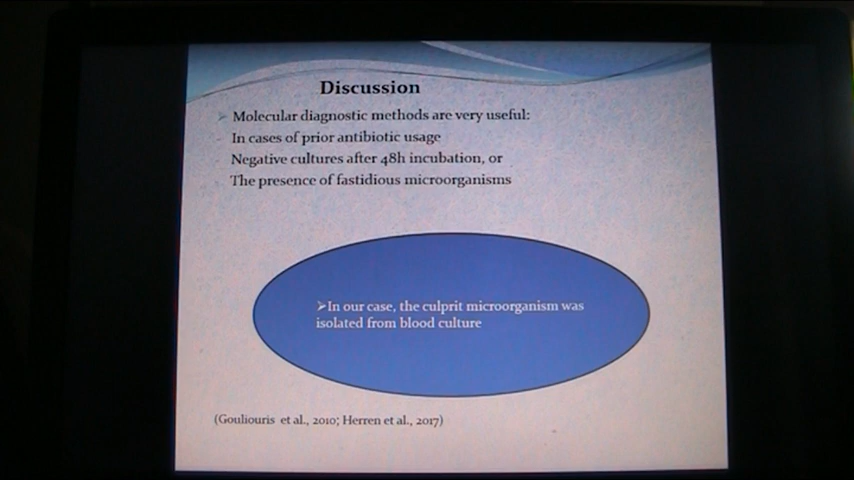 Discussion
➢ Molecular diagnostic methods are very useful:
- In cases of prior antibiotic usage
- Negative cultures after 48h incubation, or
- The presence of fastidious microorganisms
➢In our case, the culprit microorganism was
isolated from blood culture
(Gouliouris et al., 2010; Herren et al., 2017)